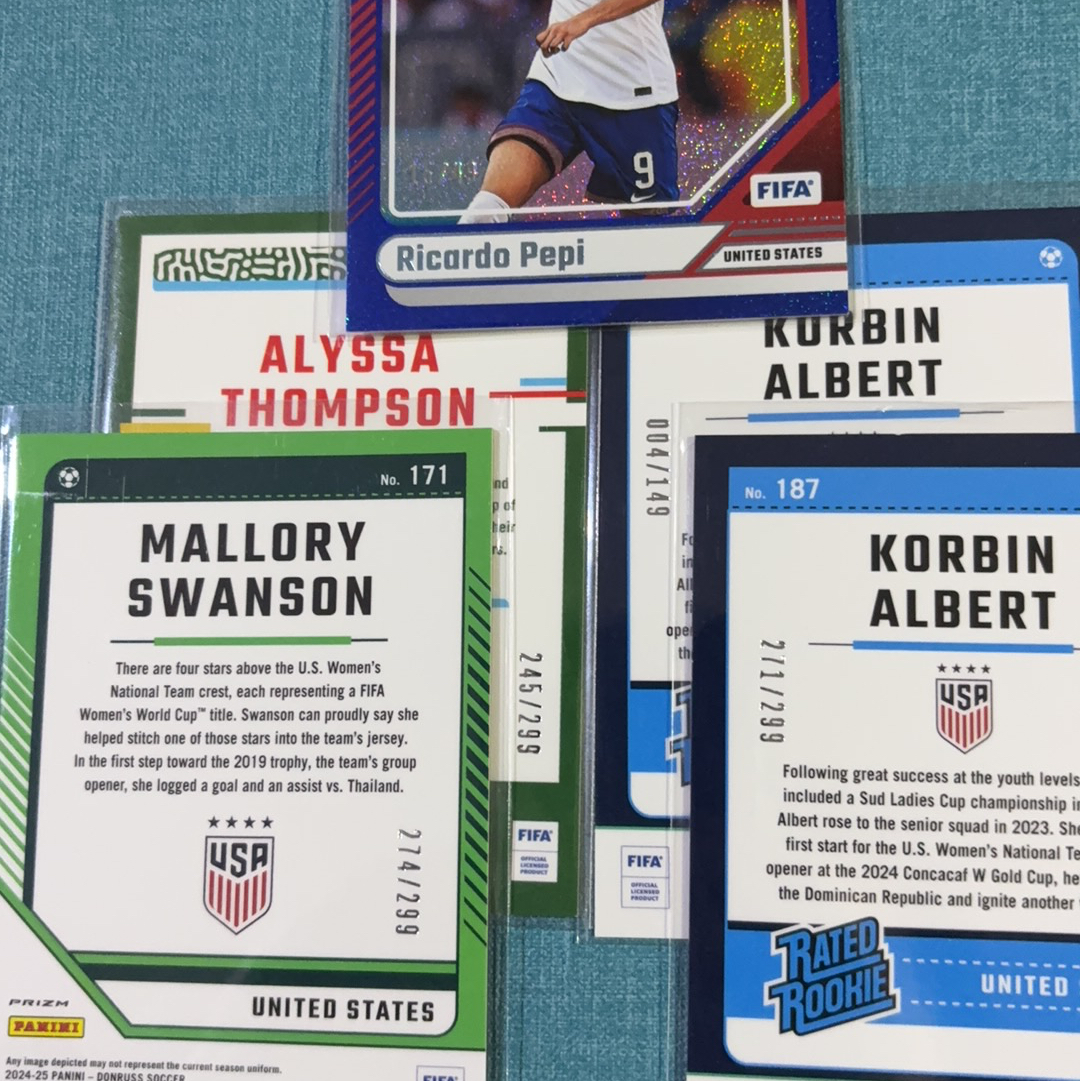 9
FIFA
Ricardo Pepi
UNITED STATES
ALYSSA
THOMPSON
245/299
FIFA
OFFICIAL
LICENSED
PRODUCT
KORBIN
ALBERT
004/149
FIFA
OFFICIAL
LICENSED
PRODUCT
No. 171
MALLORY
SWANSON
There are four stars above the U.S. Women's
National Team crest, each representing a FIFA
Women's World Cup™ title. Swanson can proudly say she
helped stitch one of those stars into the team's jersey.
In the first step toward the 2019 trophy, the team's group
opener, she logged a goal and an assist vs. Thailand.
USA
274/299
UNITED STATES
PRIZM
PANINI
Any image depicted may not represent the current season uniform.
2024-25 PANINI – DONRUSS SOCCER
FIFA
No. 187
KORBIN
ALBERT
USA
271/299
Following great success at the youth levels
included a Sud Ladies Cup championship in
Albert rose to the senior squad in 2023. She
first start for the U.S. Women's National Te
opener at the 2024 Concacaf W Gold Cup, he
the Dominican Republic and ignite another
RATED
ROOKIE
UNITED